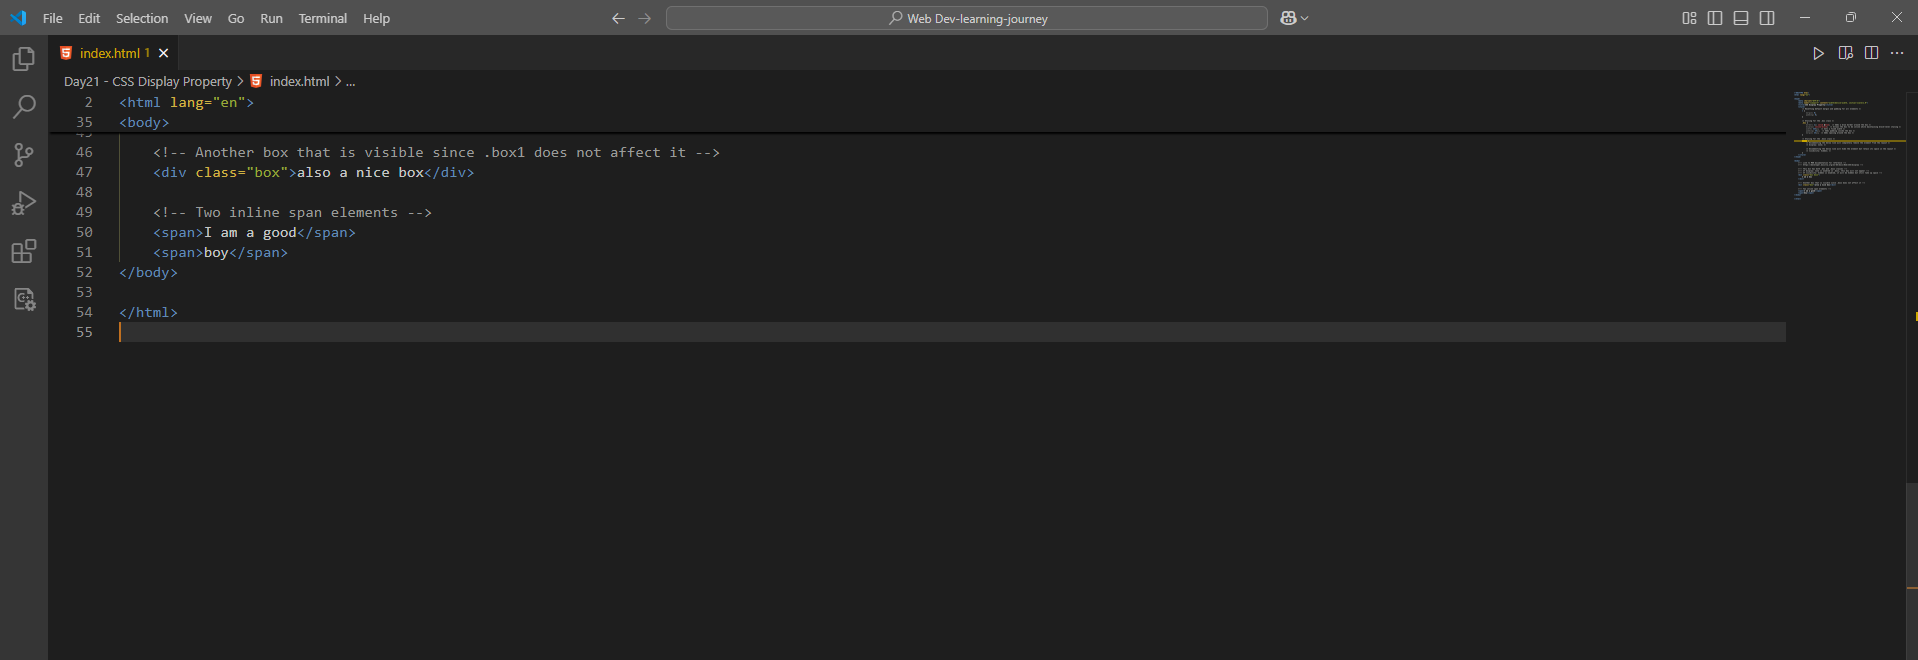 File Edit Selection View Go Run Terminal Help
Web Dev-learning-journey
index.html 1
Day21 - CSS Display Property > index.html > ...
2 <html lang="en">
35 <body>
46 <!-- Another box that is visible since .box1 does not affect it -->
47 <div class="box">also a nice box</div>
48
49 <!-- Two inline span elements -->
50 <span>I am a good</span>
51 <span>boy</span>
52 </body>
53
54 </html>
55